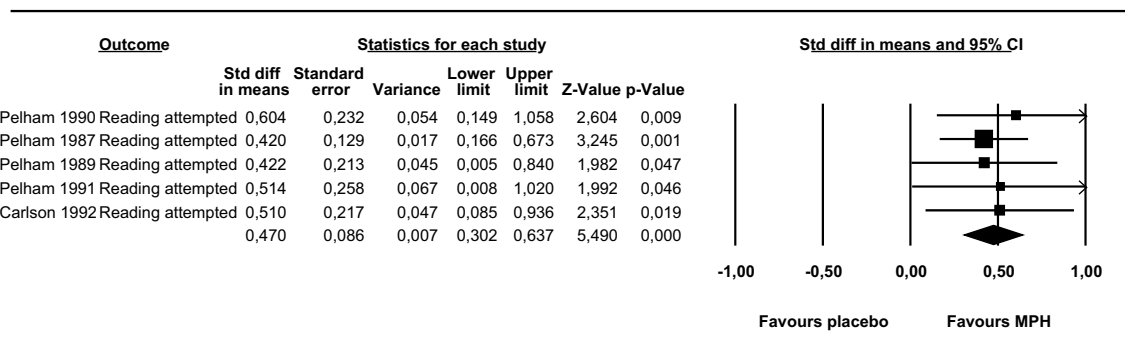 Outcome Statistics for each study Std diff in means and 95% CI
Std diff Standard Lower Upper
in means error Variance limit limit Z-Value p-Value
Pelham 1990 Reading attempted 0,604 0,232 0,054 0,149 1,058 2,604 0,009
Pelham 1987 Reading attempted 0,420 0,129 0,017 0,166 0,673 3,245 0,001
Pelham 1989 Reading attempted 0,422 0,213 0,045 0,005 0,840 1,982 0,047
Pelham 1991 Reading attempted 0,514 0,258 0,067 0,008 1,020 1,992 0,046
Carlson 1992 Reading attempted 0,510 0,217 0,047 0,085 0,936 2,351 0,019
0,470 0,086 0,007 0,302 0,637 5,490 0,000
-1,00 -0,50 0,00 0,50 1,00
Favours placebo Favours MPH